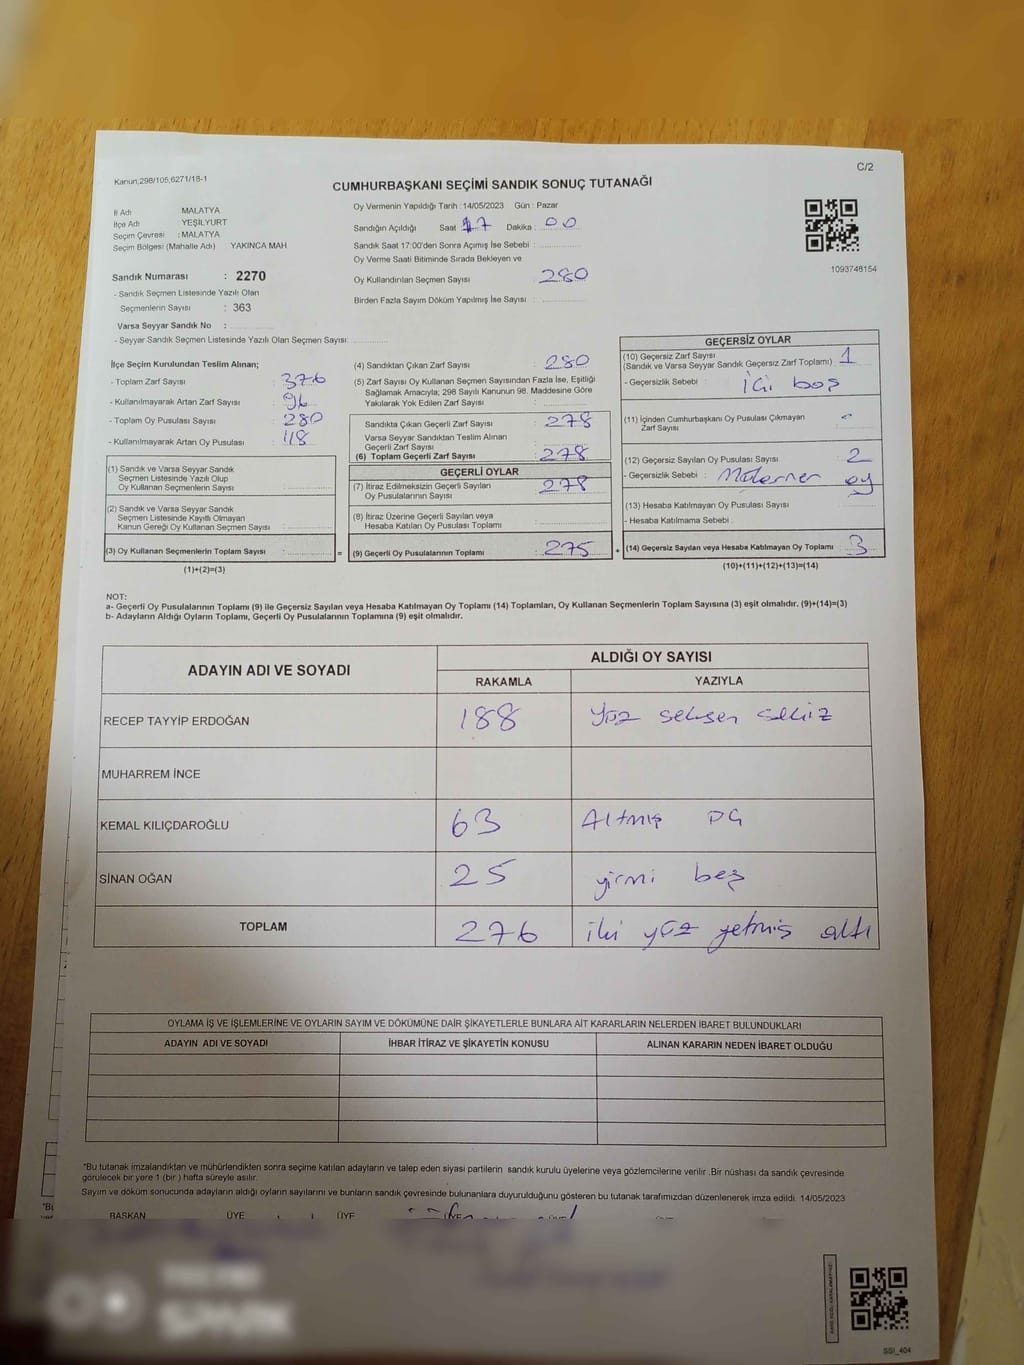 C/2
Kanun;298/105,6271/18-1
CUMHURBAŞKANI SEÇİMİ SANDIK SONUÇ TUTANAĞI
İl Adı MALATYA
İlçe Adı : YEŞİLYURT
Seçim Çevresi : MALATYA
Seçim Bölgesi (Mahalle Adı) : YAKINCA MAH
Oy Vermenin Yapıldığı Tarih : 14/05/2023 Gün : Pazar
Sandığın Açıldığı Saat 17 Dakika : 00
Sandık Saat 17:00'den Sonra Açımış İse Sebebi :
Oy Verme Saati Bitiminde Sırada Bekleyen ve
Oy Kullandırılan Seçmen Sayısı : 280
Birden Fazla Sayım Döküm Yapılmış İse Sayısı :
1093748154
Sandık Numarası : 2270
- Sandık Seçmen Listesinde Yazılı Olan
Seçmenlerin Sayısı : 363
Varsa Seyyar Sandık No :
- Seyyar Sandık Seçmen Listesinde Yazılı Olan Seçmen Sayısı:
İlçe Seçim Kurulundan Teslim Alınan;
- Toplam Zarf Sayısı : 376
- Kullanılmayarak Artan Zarf Sayısı : 96
- Toplam Oy Pusulası Sayısı : 280
- Kullanılmayarak Artan Oy Pusulası : 118
(1) Sandık ve Varsa Seyyar Sandık
Seçmen Listesinde Yazılı Olup
Oy Kullanan Seçmenlerin Sayısı :
(2) Sandık ve Varsa Seyyar Sandık
Seçmen Listesinde Kayıtlı Olmayan
Kanun Gereği Oy Kullanan Seçmen Sayısı :
(3) Oy Kullanan Seçmenlerin Toplam Sayısı : =
(1)+(2)=(3)
(4) Sandıktan Çıkan Zarf Sayısı : 280
(5) Zarf Sayısı Oy Kullanan Seçmen Sayısından Fazla İse, Eşitliği
Sağlamak Amacıyla; 298 Sayılı Kanunun 98. Maddesine Göre
Yakılarak Yok Edilen Zarf Sayısı :
Sandıkta Çıkan Geçerli Zarf Sayısı : 278
Varsa Seyyar Sandıktan Teslim Alınan
Geçerli Zarf Sayısı :
(6) Toplam Geçerli Zarf Sayısı : 278
GEÇERLİ OYLAR
(7) İtiraz Edilmeksizin Geçerli Sayılan
Oy Pusulalarının Sayısı : 278
(8) İtiraz Üzerine Geçerli Sayılan veya
Hesaba Katılan Oy Pusulası Toplamı :
(9) Geçerli Oy Pusulalarının Toplamı : 275 +
GEÇERSİZ OYLAR
(10) Geçersiz Zarf Sayısı
(Sandık ve Varsa Seyyar Sandık Geçersiz Zarf Toplamı) : 1
- Geçersizlik Sebebi : içi boş
(11) İçinden Cumhurbaşkanı Oy Pusulası Çıkmayan
Zarf Sayısı :
(12) Geçersiz Sayılan Oy Pusulası Sayısı : 2
- Geçersizlik Sebebi : oy
(13) Hesaba Katılmayan Oy Pusulası Sayısı :
- Hesaba Katılmama Sebebi :
(14) Geçersiz Sayılan veya Hesaba Katılmayan Oy Toplamı : 3
(10)+(11)+(12)+(13)=(14)
NOT:
a- Geçerli Oy Pusulalarının Toplamı (9) ile Geçersiz Sayılan veya Hesaba Katılmayan Oy Toplamı (14) Toplamları, Oy Kullanan Seçmenlerin Toplam Sayısına (3) eşit olmalıdır. (9)+(14)=(3)
b- Adayların Aldığı Oyların Toplamı, Geçerli Oy Pusulalarının Toplamına (9) eşit olmalıdır.
ADAYIN ADI VE SOYADI ALDIĞI OY SAYISI
RAKAMLA YAZIYLA
RECEP TAYYİP ERDOĞAN 188 Yüz seksen sekiz
MUHARREM İNCE
KEMAL KILIÇDAROĞLU 63 Altmış üç
SİNAN OĞAN 25 yirmi beş
TOPLAM 276 iki yüz yetmiş altı
OYLAMA İŞ VE İŞLEMLERİNE VE OYLARIN SAYIM VE DÖKÜMÜNE DAİR ŞİKAYETLERLE BUNLARA AİT KARARLARIN NELERDEN İBARET BULUNDUKLARI
ADAYIN ADI VE SOYADI İHBAR İTİRAZ VE ŞİKAYETİN KONUSU ALINAN KARARIN NEDEN İBARET OLDUĞU
*Bu tutanak imzalandıktan ve mühürlendikten sonra seçime katılan adayların ve talep eden siyasi partilerin sandık kurulu üyelerine veya gözlemcilerine verilir. Bir nüshası da sandık çevresinde
görülecek bir yere 1 (bir) hafta süreyle asılır.
Sayım ve döküm sonucunda adayların aldığı oyların sayılarını ve bunların sandık çevresinde bulunanlara duyurulduğunu gösteren bu tutanak tarafımızdan düzenlenerek imza edildi. 14/05/2023
BAŞKAN ÜYE ÜYE
SSI_404